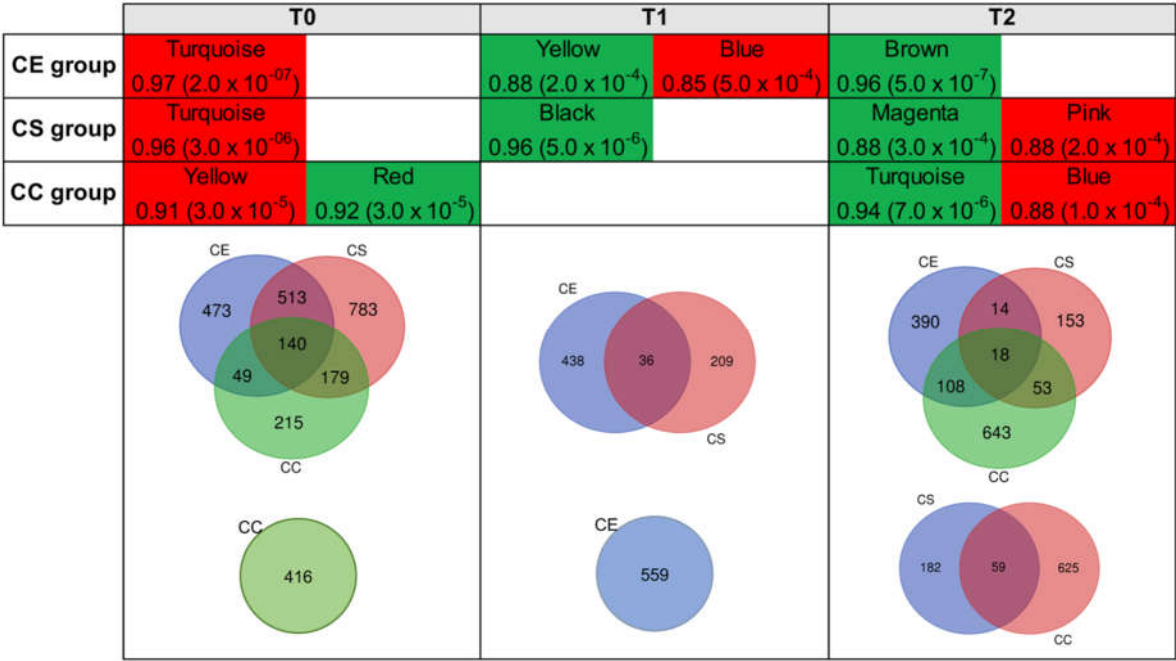 T0 T1 T2
CE group
Turquoise
0.97 (2.0 x 10-07)
Yellow
0.88 (2.0 x 10-4)
Blue
0.85 (5.0 x 10-4)
Brown
0.96 (5.0 x 10-7)
CS group
Turquoise
0.96 (3.0 x 10-06)
Black
0.96 (5.0 x 10-6)
Magenta
0.88 (3.0 x 10-4)
Pink
0.88 (2.0 x 10-4)
CC group
Yellow
0.91 (3.0 x 10-5)
Red
0.92 (3.0 x 10-5)
Turquoise
0.94 (7.0 x 10-6)
Blue
0.88 (1.0 x 10-4)
CE CS
473 513 783
140
49 179
215
CC
CE
438 36 209
CS
CE CS
390 14 153
18
108 53
643
CC
CC
416
CE
559
CS
182 59 625
CC